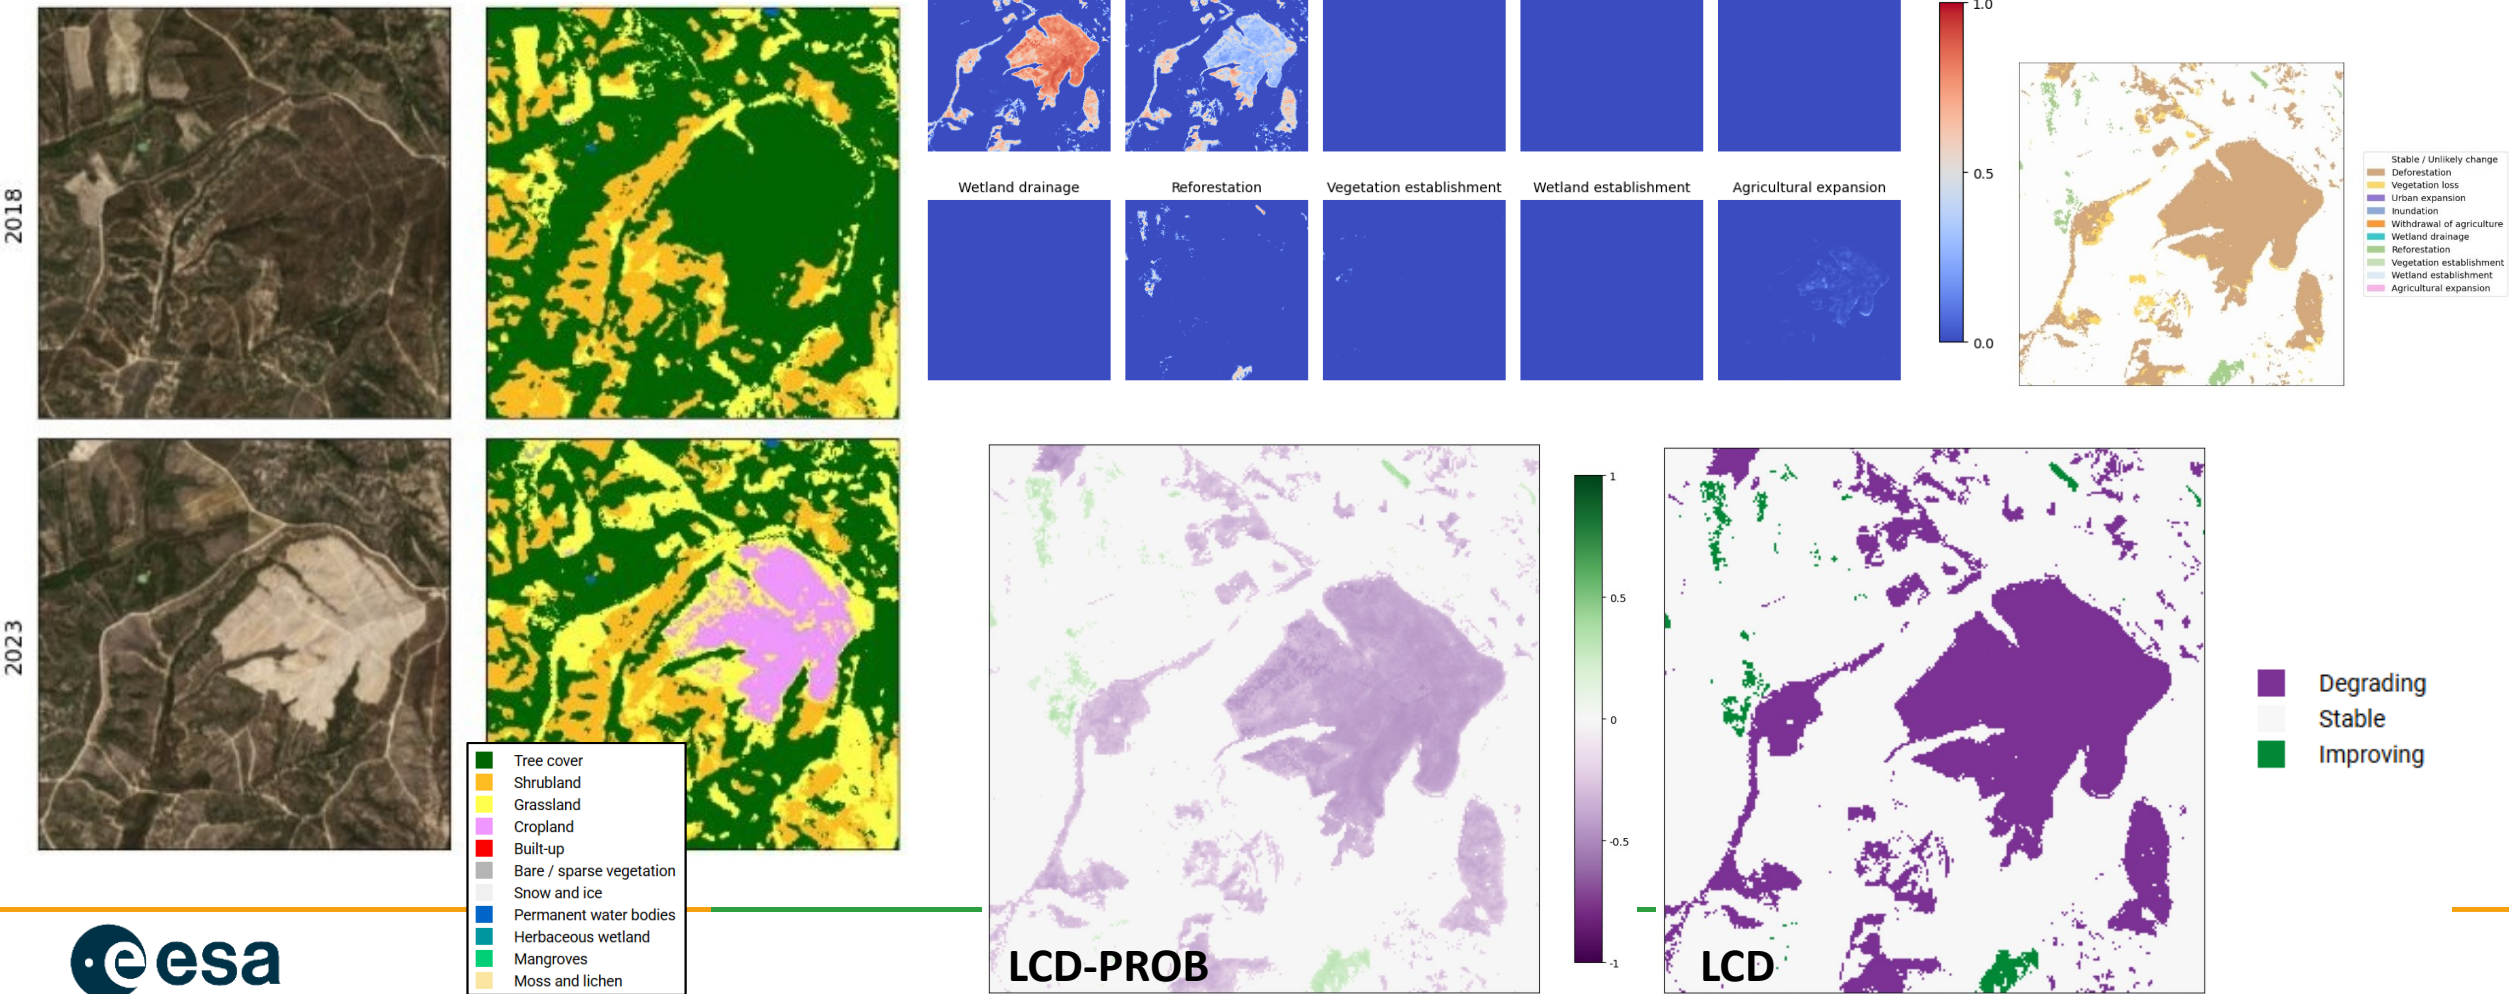 2018
2023
Wetland drainage
Reforestation
Vegetation establishment
Wetland establishment
Agricultural expansion
1.0
0.5
0.0
Stable / Unlikely change
Deforestation
Vegetation loss
Urban expansion
Inundation
Withdrawal of agriculture
Wetland drainage
Reforestation
Vegetation establishment
Wetland establishment
Agricultural expansion
Tree cover
Shrubland
Grassland
Cropland
Built-up
Bare / sparse vegetation
Snow and ice
Permanent water bodies
Herbaceous wetland
Mangroves
Moss and lichen
LCD-PROB
1
0.5
0
-0.5
-1
LCD
Degrading
Stable
Improving
esa